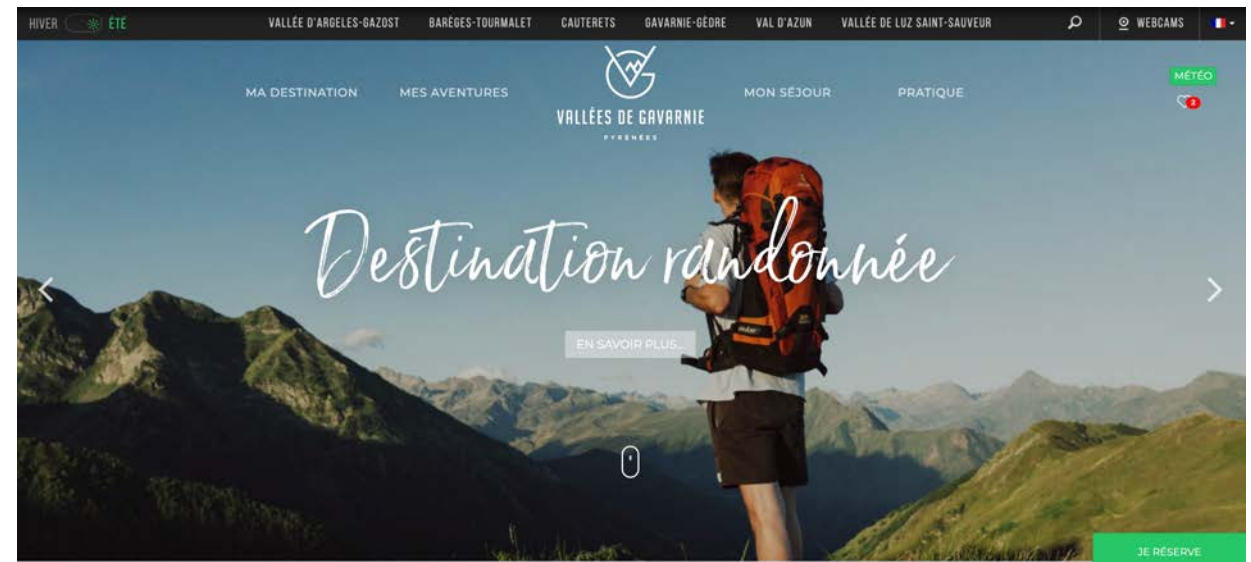 HIVER ÉTÉ VALLÉE D'ARGELES-GAZOST BARÈGES-TOURMALET CAUTERETS GAVARNIE-GÈDRE VAL D'AZUN VALLÉE DE LUZ SAINT-SAUVEUR WEBCAMS
MÉTÉO
MA DESTINATION MES AVENTURES MON SÉJOUR PRATIQUE
2
VALLÉES DE GAVARNIE
PYRÉNÉES
Destination randonnée
EN SAVOIR PLUS...
JE RÉSERVE